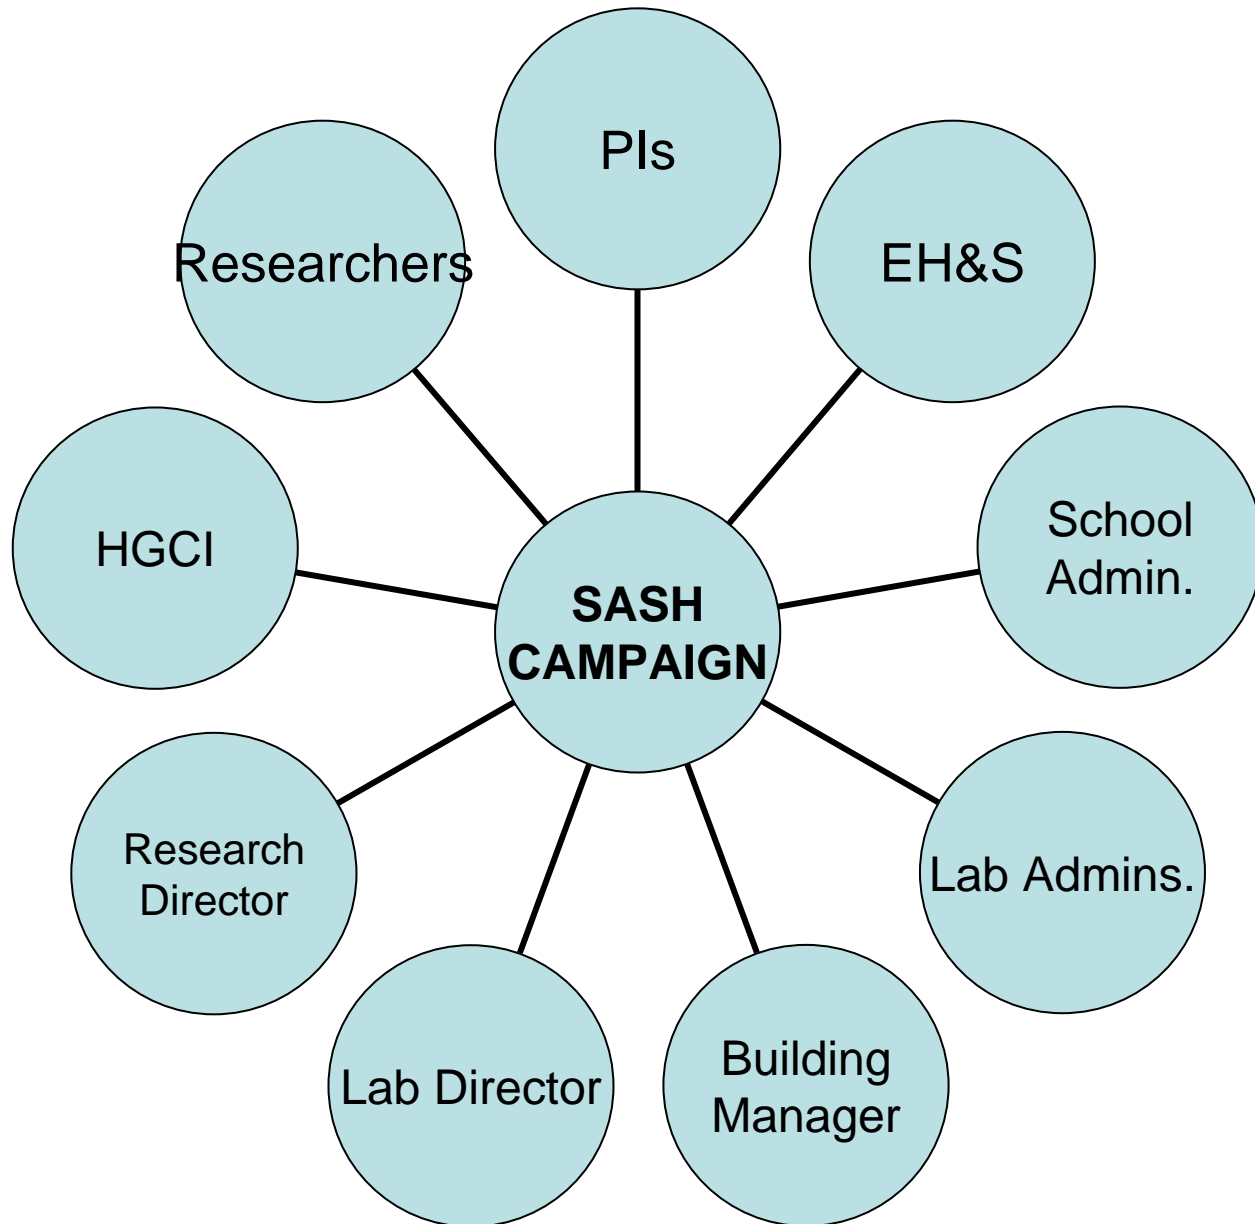 PIs
Researchers
EH&S
HGCI
School
Admin.
SASH
CAMPAIGN
Research
Director
Lab Admins.
Lab Director
Building
Manager